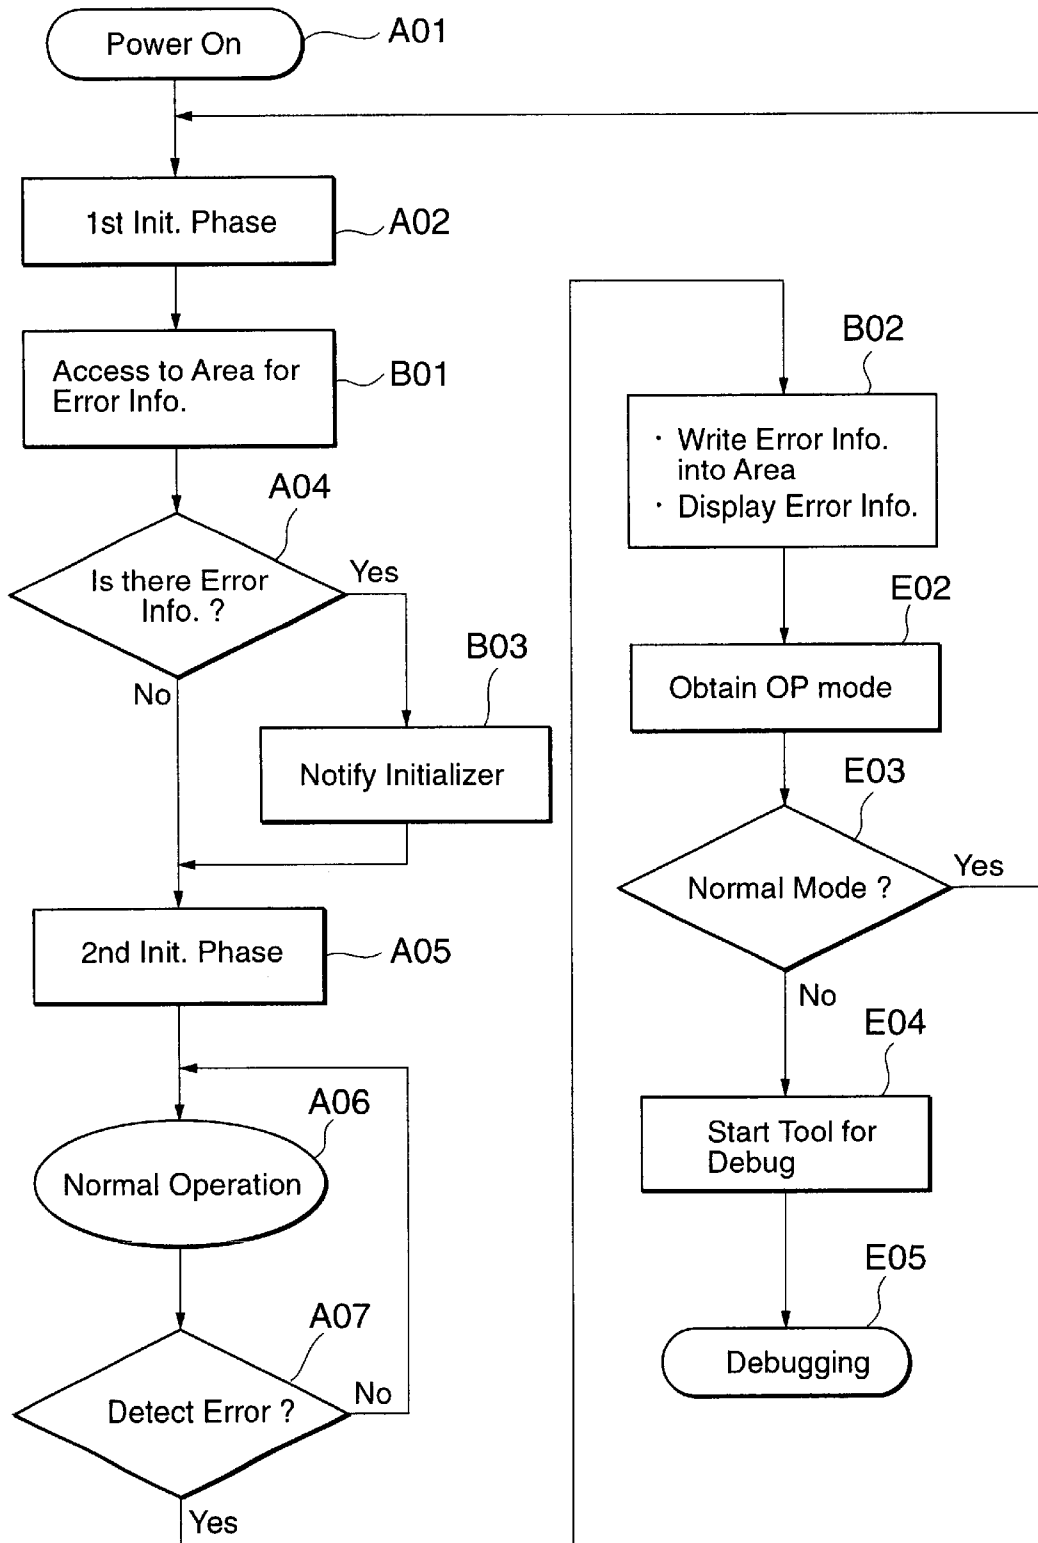 Power On
A01
1st Init. Phase
A02
Access to Area for
Error Info.
B01
A04
Is there Error
Info. ?
Yes
No
B03
Notify Initializer
2nd Init. Phase
A05
A06
Normal Operation
A07
Detect Error ?
No
Yes
B02
· Write Error Info.
into Area
· Display Error Info.
E02
Obtain OP mode
E03
Normal Mode ?
Yes
No
E04
Start Tool for
Debug
E05
Debugging